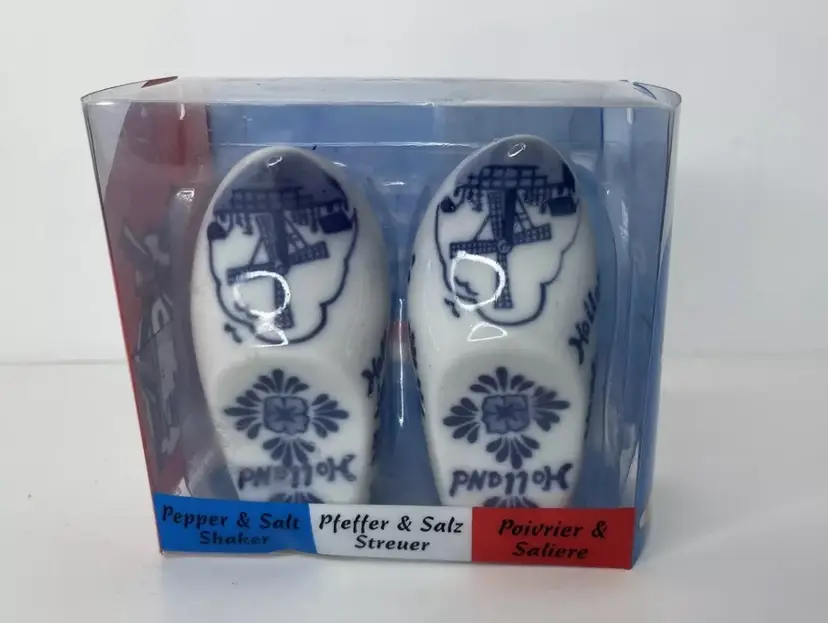 Holland
Holland
Pepper & Salt
Shaker
Pfeffer & Salz
Streuer
Poivrier &
Saliere